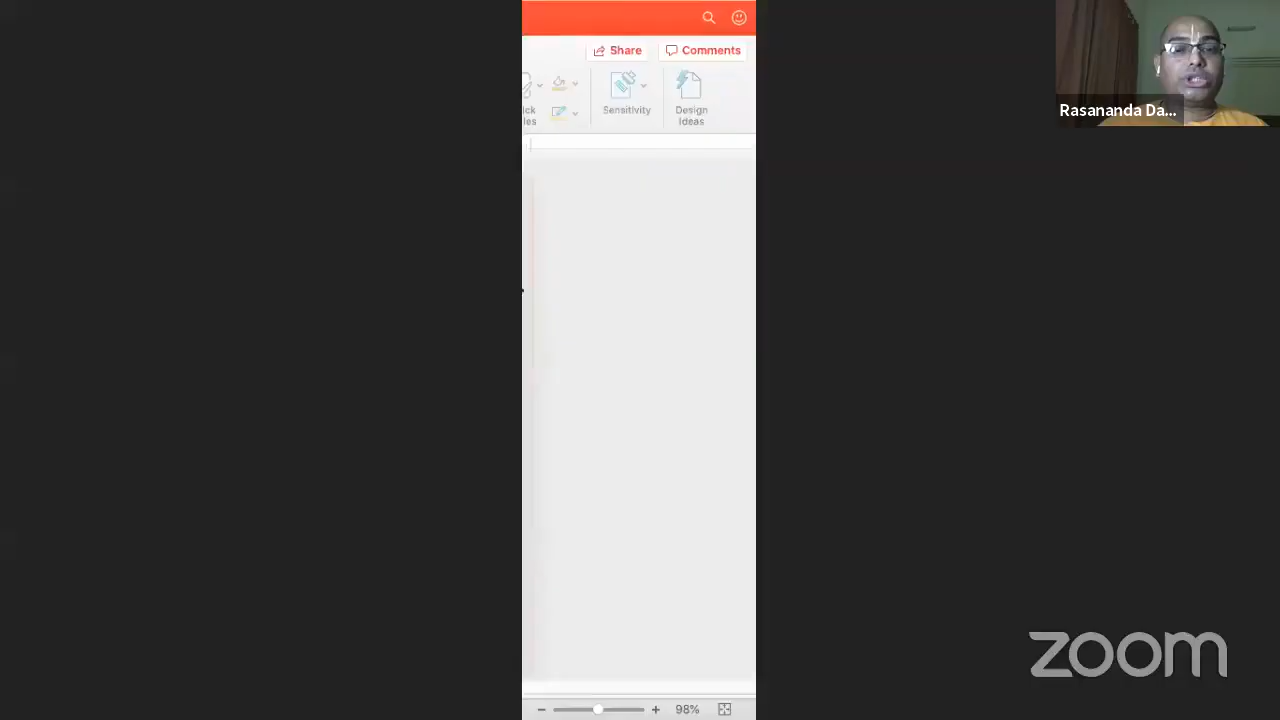 Share
Comments
Sensitivity
Design
Ideas
Rasananda Da...
98%
zoom